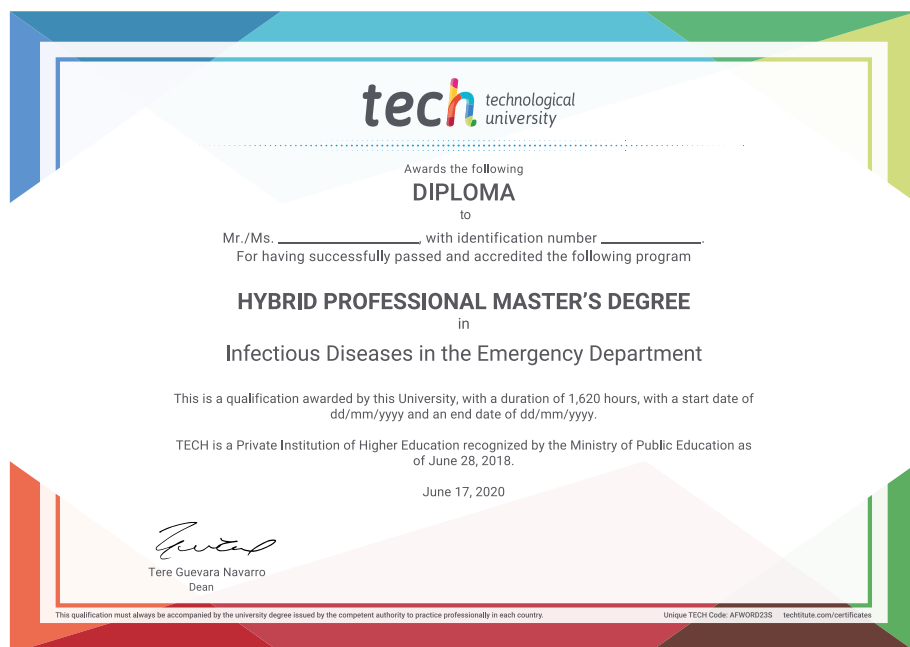 tech technological
university
Awards the following
DIPLOMA
to
Mr./Ms. ____________________, with identification number ______________.
For having successfully passed and accredited the following program
HYBRID PROFESSIONAL MASTER'S DEGREE
in
Infectious Diseases in the Emergency Department
This is a qualification awarded by this University, with a duration of 1,620 hours, with a start date of
dd/mm/yyyy and an end date of dd/mm/yyyy.
TECH is a Private Institution of Higher Education recognized by the Ministry of Public Education as
of June 28, 2018.
June 17, 2020
Tere Guevara Navarro
Dean
This qualification must always be accompanied by the university degree issued by the competent authority to practice professionally in each country. Unique TECH Code: AFWORD23S techtitute.com/certificates